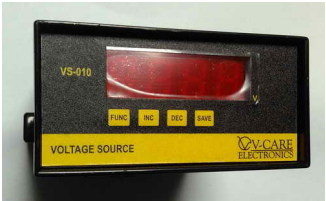 VS-010
V
FUNC INC DEC SAVE
VOLTAGE SOURCE
V-CARE
ELECTRONICS